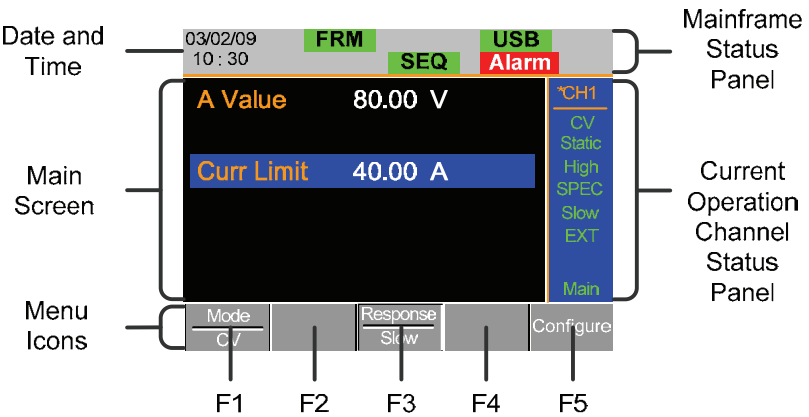 Date and
Time
03/02/09
10 : 30
FRM
SEQ
USB
Alarm
Mainframe
Status
Panel
Main
Screen
A Value 80.00 V
Curr Limit 40.00 A
*CH1
CV
Static
High
SPEC
Slow
EXT
Main
Current
Operation
Channel
Status
Panel
Menu
Icons
Mode
CV
Response
Slow
Configure
F1 F2 F3 F4 F5